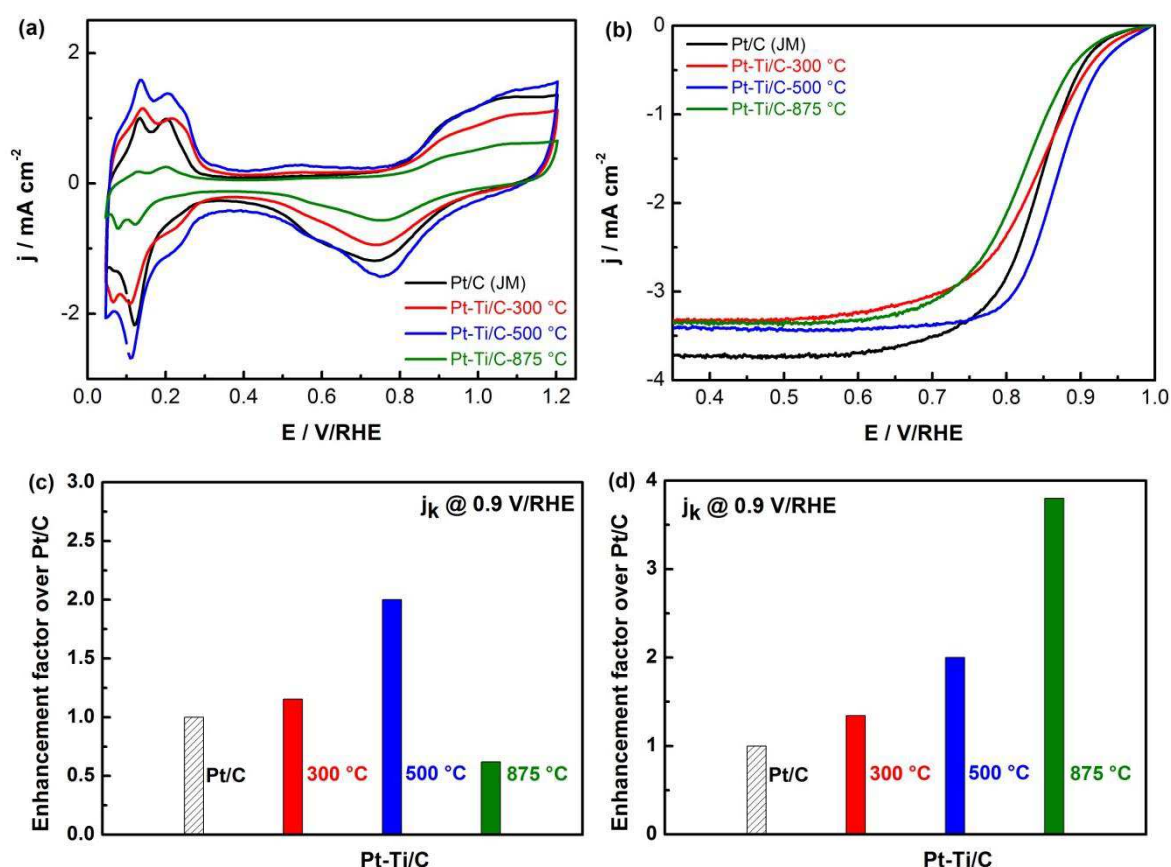 (a)
2
1
0
-1
-2
j / mA cm-2
Pt/C (JM)
Pt-Ti/C-300 °C
Pt-Ti/C-500 °C
Pt-Ti/C-875 °C
0.0 0.2 0.4 0.6 0.8 1.0 1.2
E / V/RHE
(b)
0
-1
-2
-3
-4
j / mA cm-2
Pt/C (JM)
Pt-Ti/C-300 °C
Pt-Ti/C-500 °C
Pt-Ti/C-875 °C
0.4 0.5 0.6 0.7 0.8 0.9 1.0
E / V/RHE
(c)
3.0
2.5
2.0
1.5
1.0
0.5
0.0
Enhancement factor over Pt/C
jk @ 0.9 V/RHE
Pt/C 300 °C 500 °C 875 °C
Pt-Ti/C
(d)
4
3
2
1
0
Enhancement factor over Pt/C
jk @ 0.9 V/RHE
Pt/C 300 °C 500 °C 875 °C
Pt-Ti/C